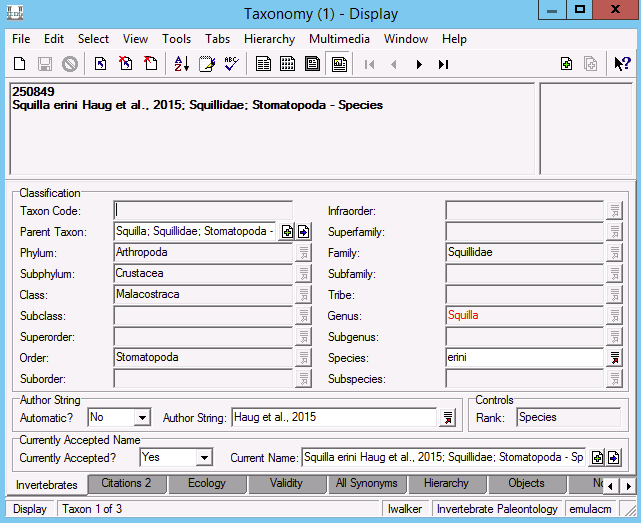 Taxonomy (1) - Display
File Edit Select View Tools Tabs Hierarchy Multimedia Window Help
250849
Squilla erini Haug et al., 2015; Squillidae; Stomatopoda - Species
Classification
Taxon Code: Infraorder:
Parent Taxon: Squilla; Squillidae; Stomatopoda - Superfamily:
Phylum: Arthropoda Family: Squillidae
Subphylum: Crustacea Subfamily:
Class: Malacostraca Tribe:
Subclass: Genus: Squilla
Superorder: Subgenus:
Order: Stomatopoda Species: erini
Suborder: Subspecies:
Author String Controls
Automatic? No Author String: Haug et al., 2015 Rank: Species
Currently Accepted Name
Currently Accepted? Yes Current Name: Squilla erini Haug et al., 2015; Squillidae; Stomatopoda - Sp
Invertebrates Citations 2 Ecology Validity All Synonyms Hierarchy Objects No
Display Taxon 1 of 3 lwalker Invertebrate Paleontology emulacm